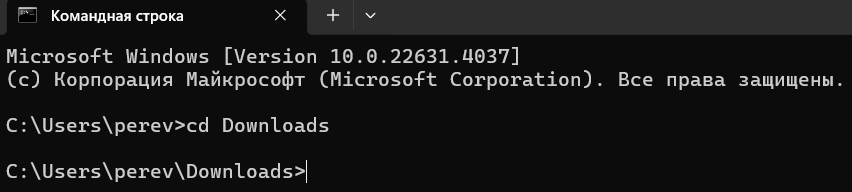 Командная строка
Microsoft Windows [Version 10.0.22631.4037]
(c) Корпорация Майкрософт (Microsoft Corporation). Все права защищены.
C:\Users\perev>cd Downloads
C:\Users\perev\Downloads>